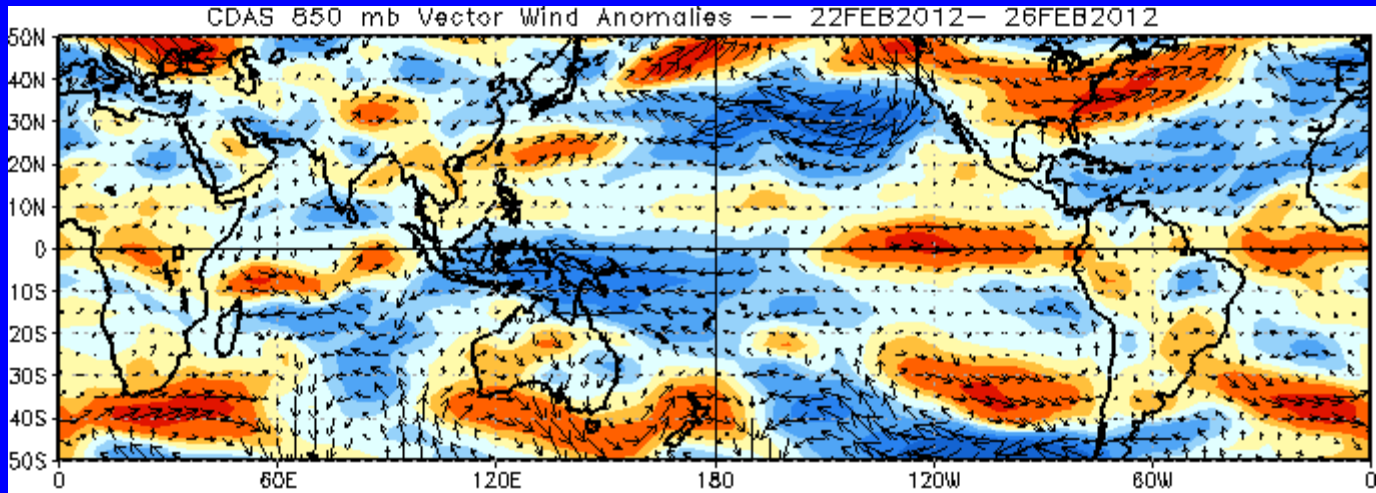 CDAS 850 mb Vector Wind Anomalies -- 22FEB2012- 26FEB2012
50N
40N
30N
20N
10N
0
10S
20S
30S
40S
50S
0 60E 120E 180 120W 60W 0